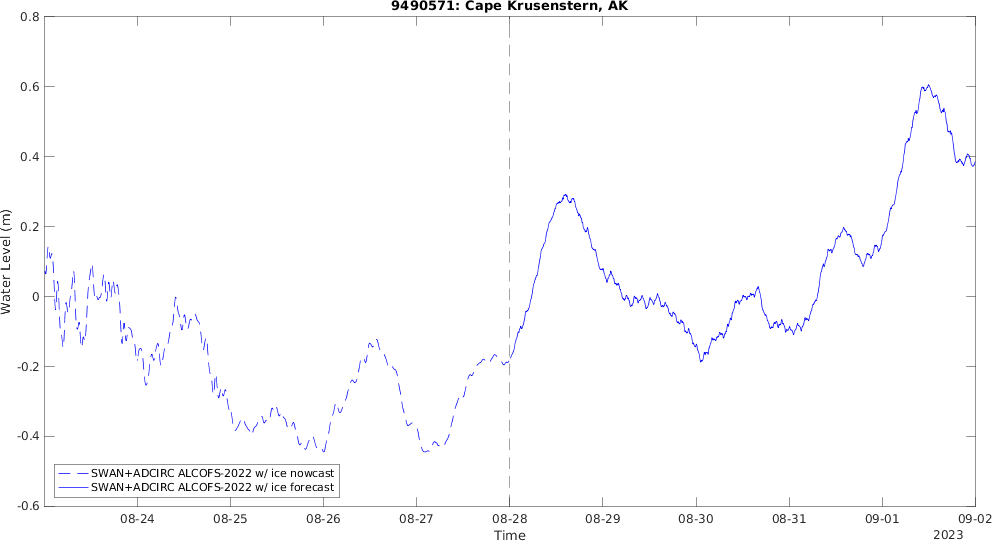 9490571: Cape Krusenstern, AK
0.8
0.6
0.4
0.2
0
-0.2
-0.4
-0.6
Water Level (m)
SWAN+ADCIRC ALCOFS-2022 w/ ice nowcast
SWAN+ADCIRC ALCOFS-2022 w/ ice forecast
08-24 08-25 08-26 08-27 08-28 08-29 08-30 08-31 09-01 09-02
Time
2023